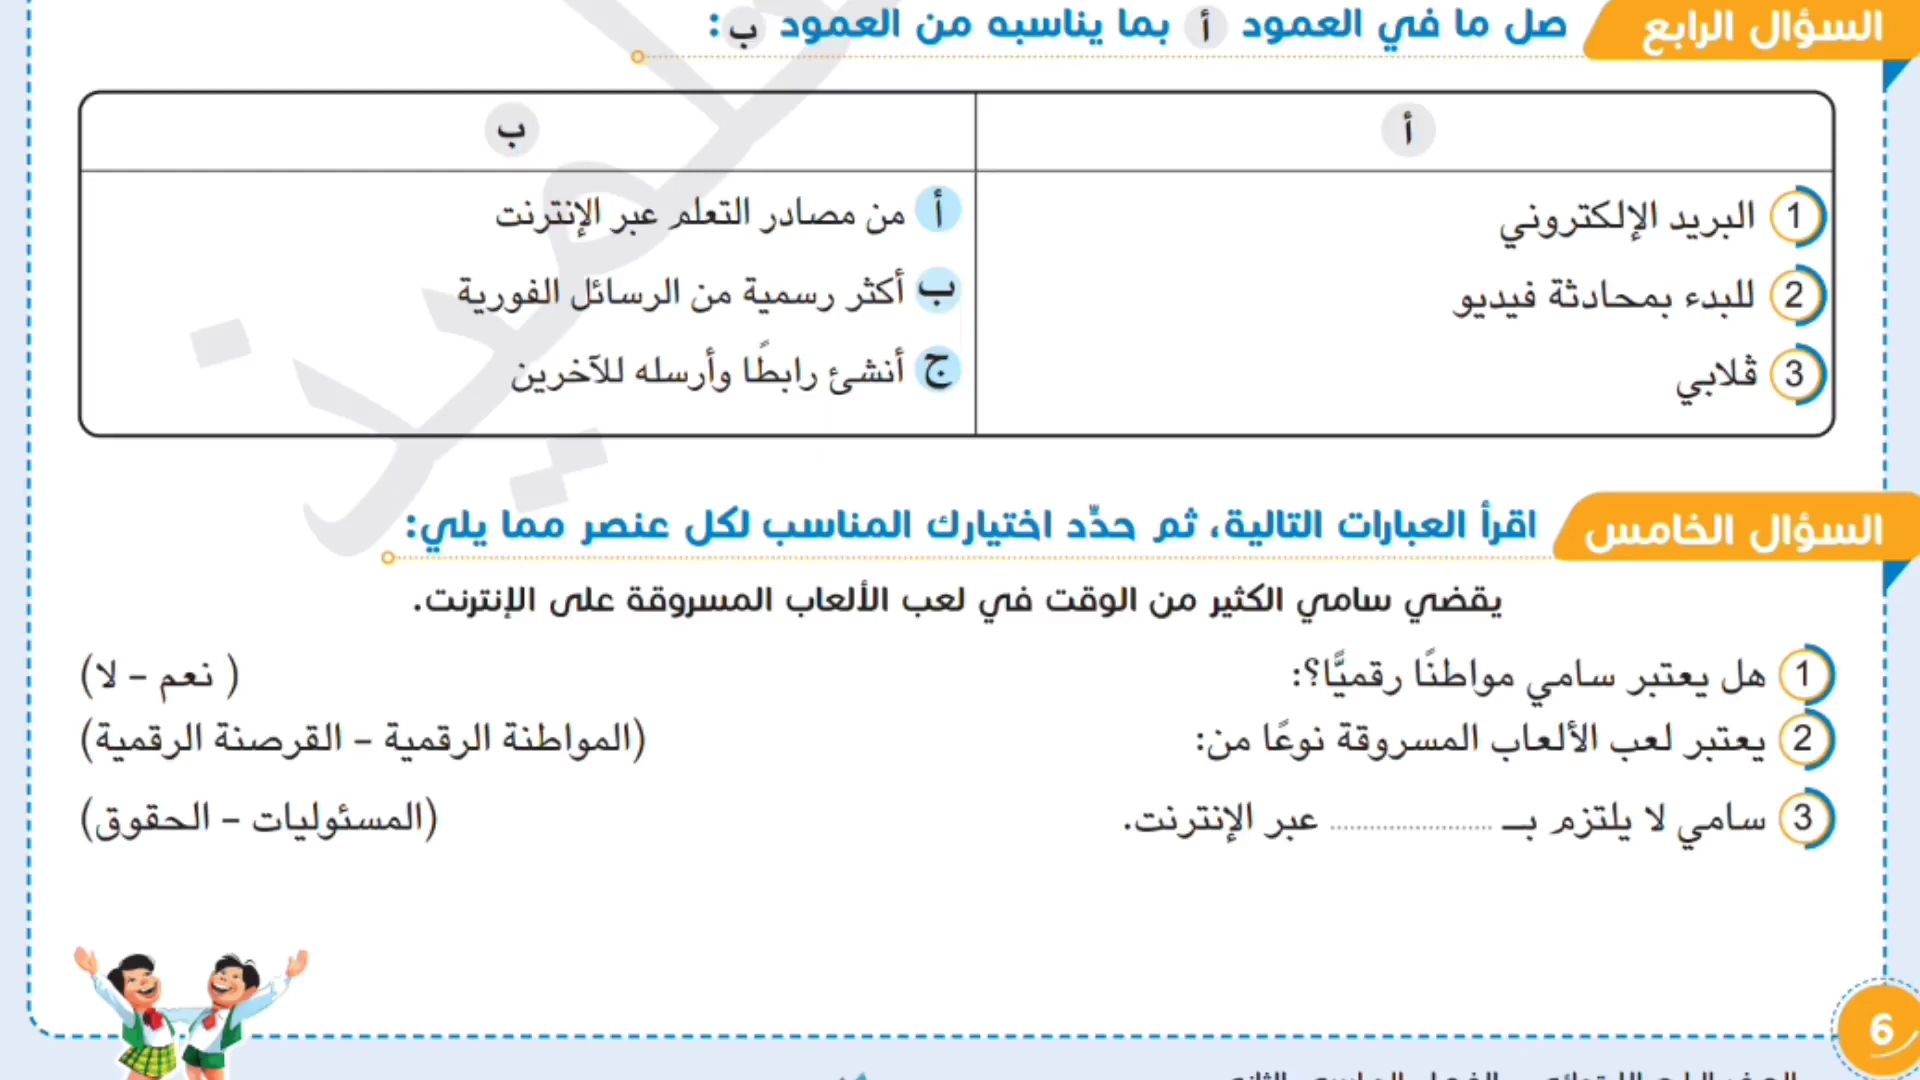 السؤال الرابع صل ما في العمود أ بما يناسبه من العمود ب :
أ ب
1 البريد الإلكتروني أ من مصادر التعلم عبر الإنترنت
2 للبدء بمحادثة فيديو ب أكثر رسمية من الرسائل الفورية
3 ڤلابي ج أنشئ رابطًا وأرسله للآخرين
السؤال الخامس اقرأ العبارات التالية، ثم حدِّد اختيارك المناسب لكل عنصر مما يلي:
يقضي سامي الكثير من الوقت في لعب الألعاب المسروقة على الإنترنت.
1 هل يعتبر سامي مواطنًا رقميًّا؟: ( نعم – لا)
2 يعتبر لعب الألعاب المسروقة نوعًا من: (المواطنة الرقمية – القرصنة الرقمية)
3 سامي لا يلتزم بـ ........................ عبر الإنترنت. (المسئوليات – الحقوق)
6